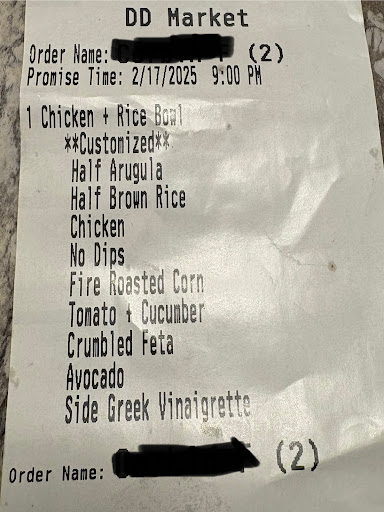 DD Market
Order Name: (2)
Promise Time: 2/17/2025 9:00 PM
1 Chicken + Rice Bowl
**Customized**
Half Arugula
Half Brown Rice
Chicken
No Dips
Fire Roasted Corn
Tomato + Cucumber
Crumbled Feta
Avocado
Side Greek Vinaigrette
Order Name: (2)